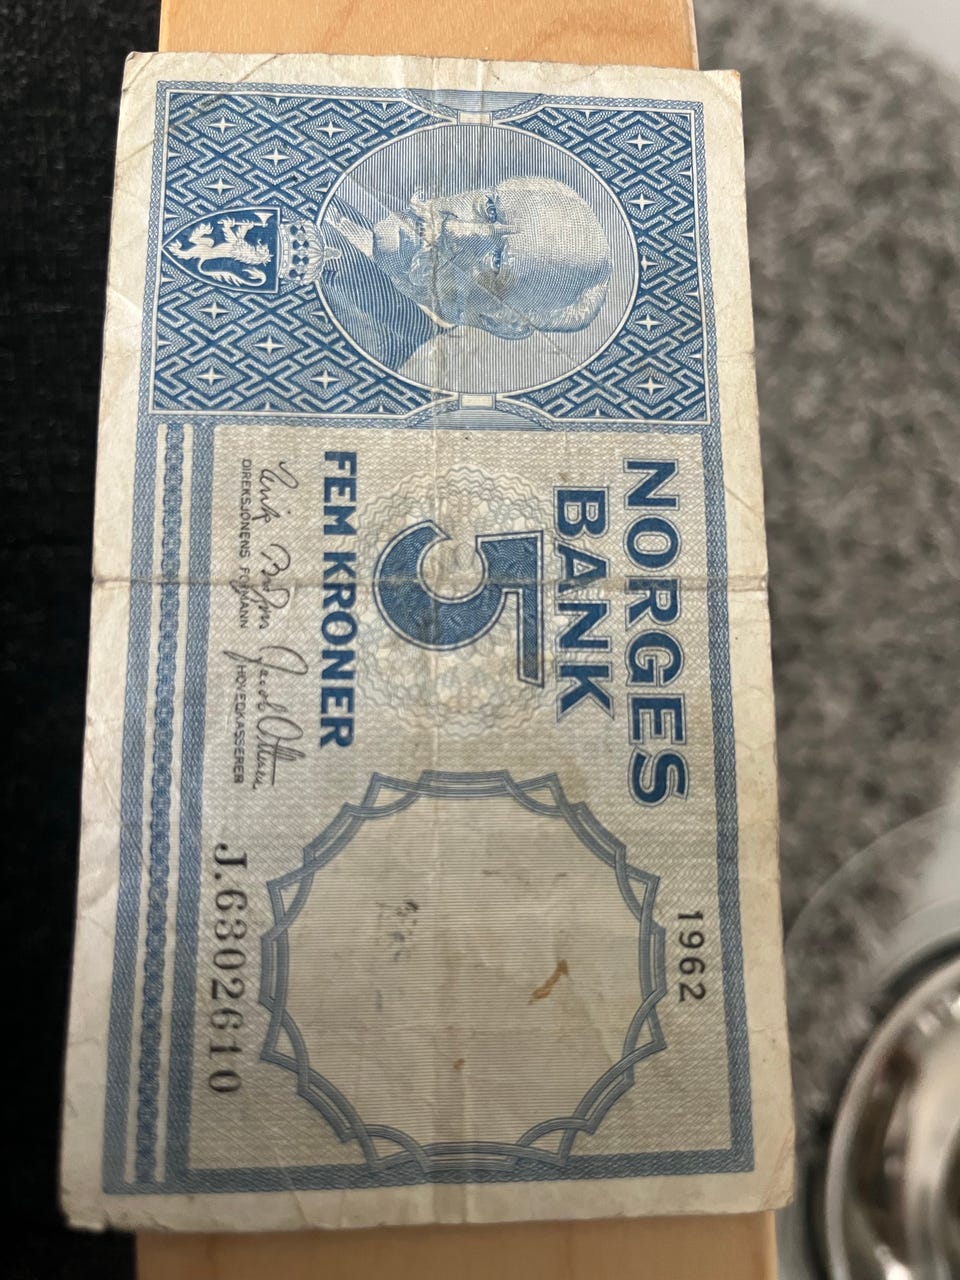 NORGES
BANK
1962
5
FEM KRONER
DIREKSJONENS FORMANN
HOVEDKASSERER
J.6302610